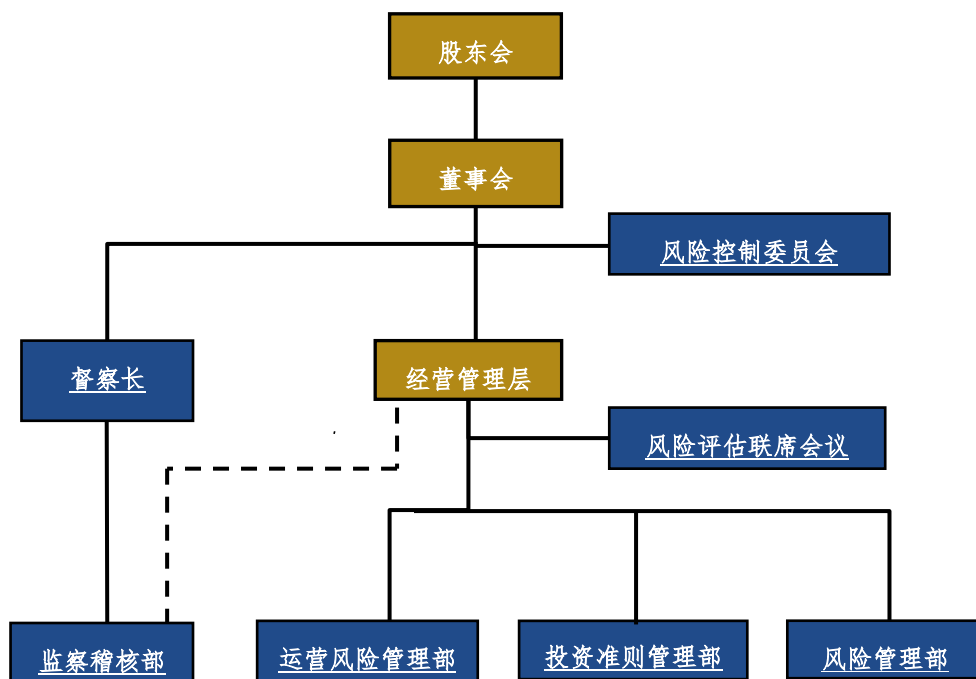 股东会
董事会
风险控制委员会
督察长
经营管理层
风险评估联席会议
监察稽核部
运营风险管理部
投资准则管理部
风险管理部